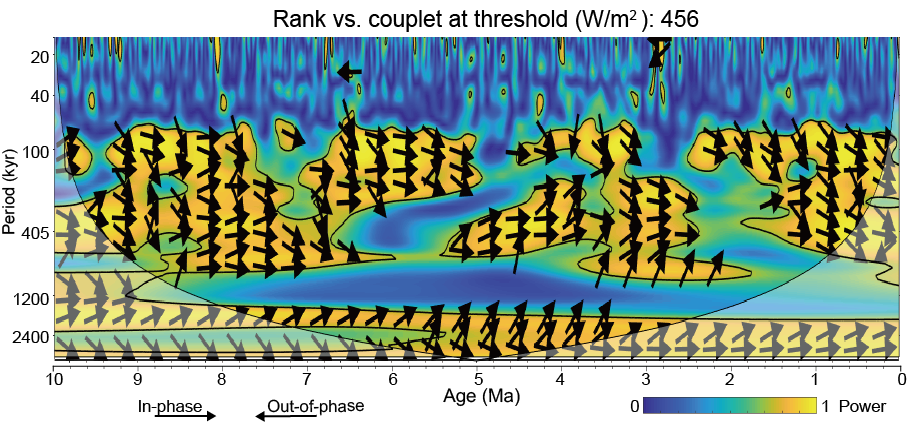 Rank vs. couplet at threshold (W/m²): 456
Period (kyr)
20
40
100
405
1200
2400
10 9 8 7 6 5 4 3 2 1 0
Age (Ma)
In-phase Out-of-phase 0 1 Power